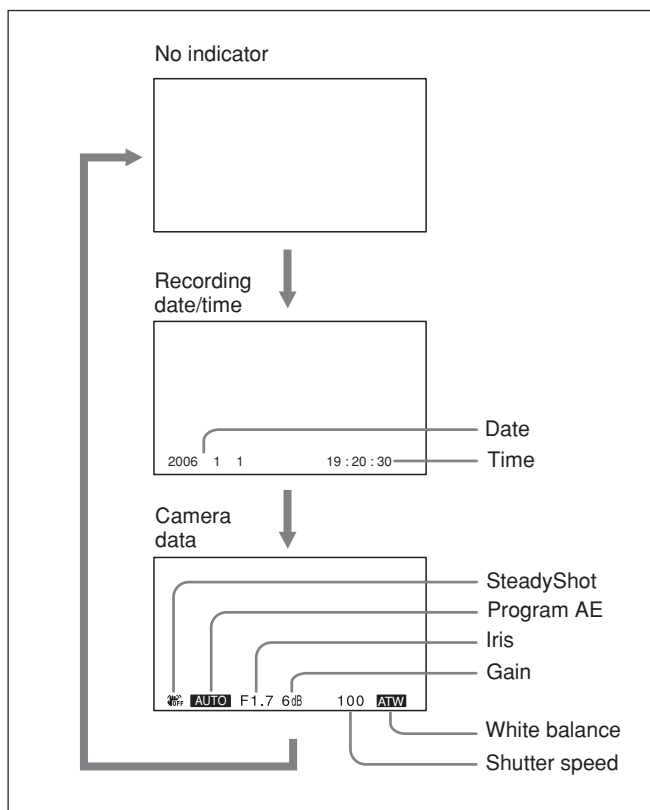 No indicator
Recording
date/time
Date
2006 1 1 19:20:30
Time
Camera
data
SteadyShot
Program AE
Iris
Gain
OFF AUTO F1.7 6dB 100 ATW
White balance
Shutter speed